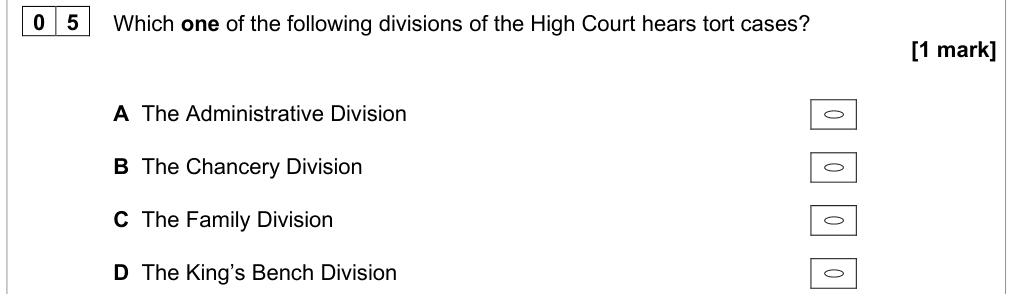 0 5 Which one of the following divisions of the High Court hears tort cases?
[1 mark]
A The Administrative Division
B The Chancery Division
C The Family Division
D The King’s Bench Division